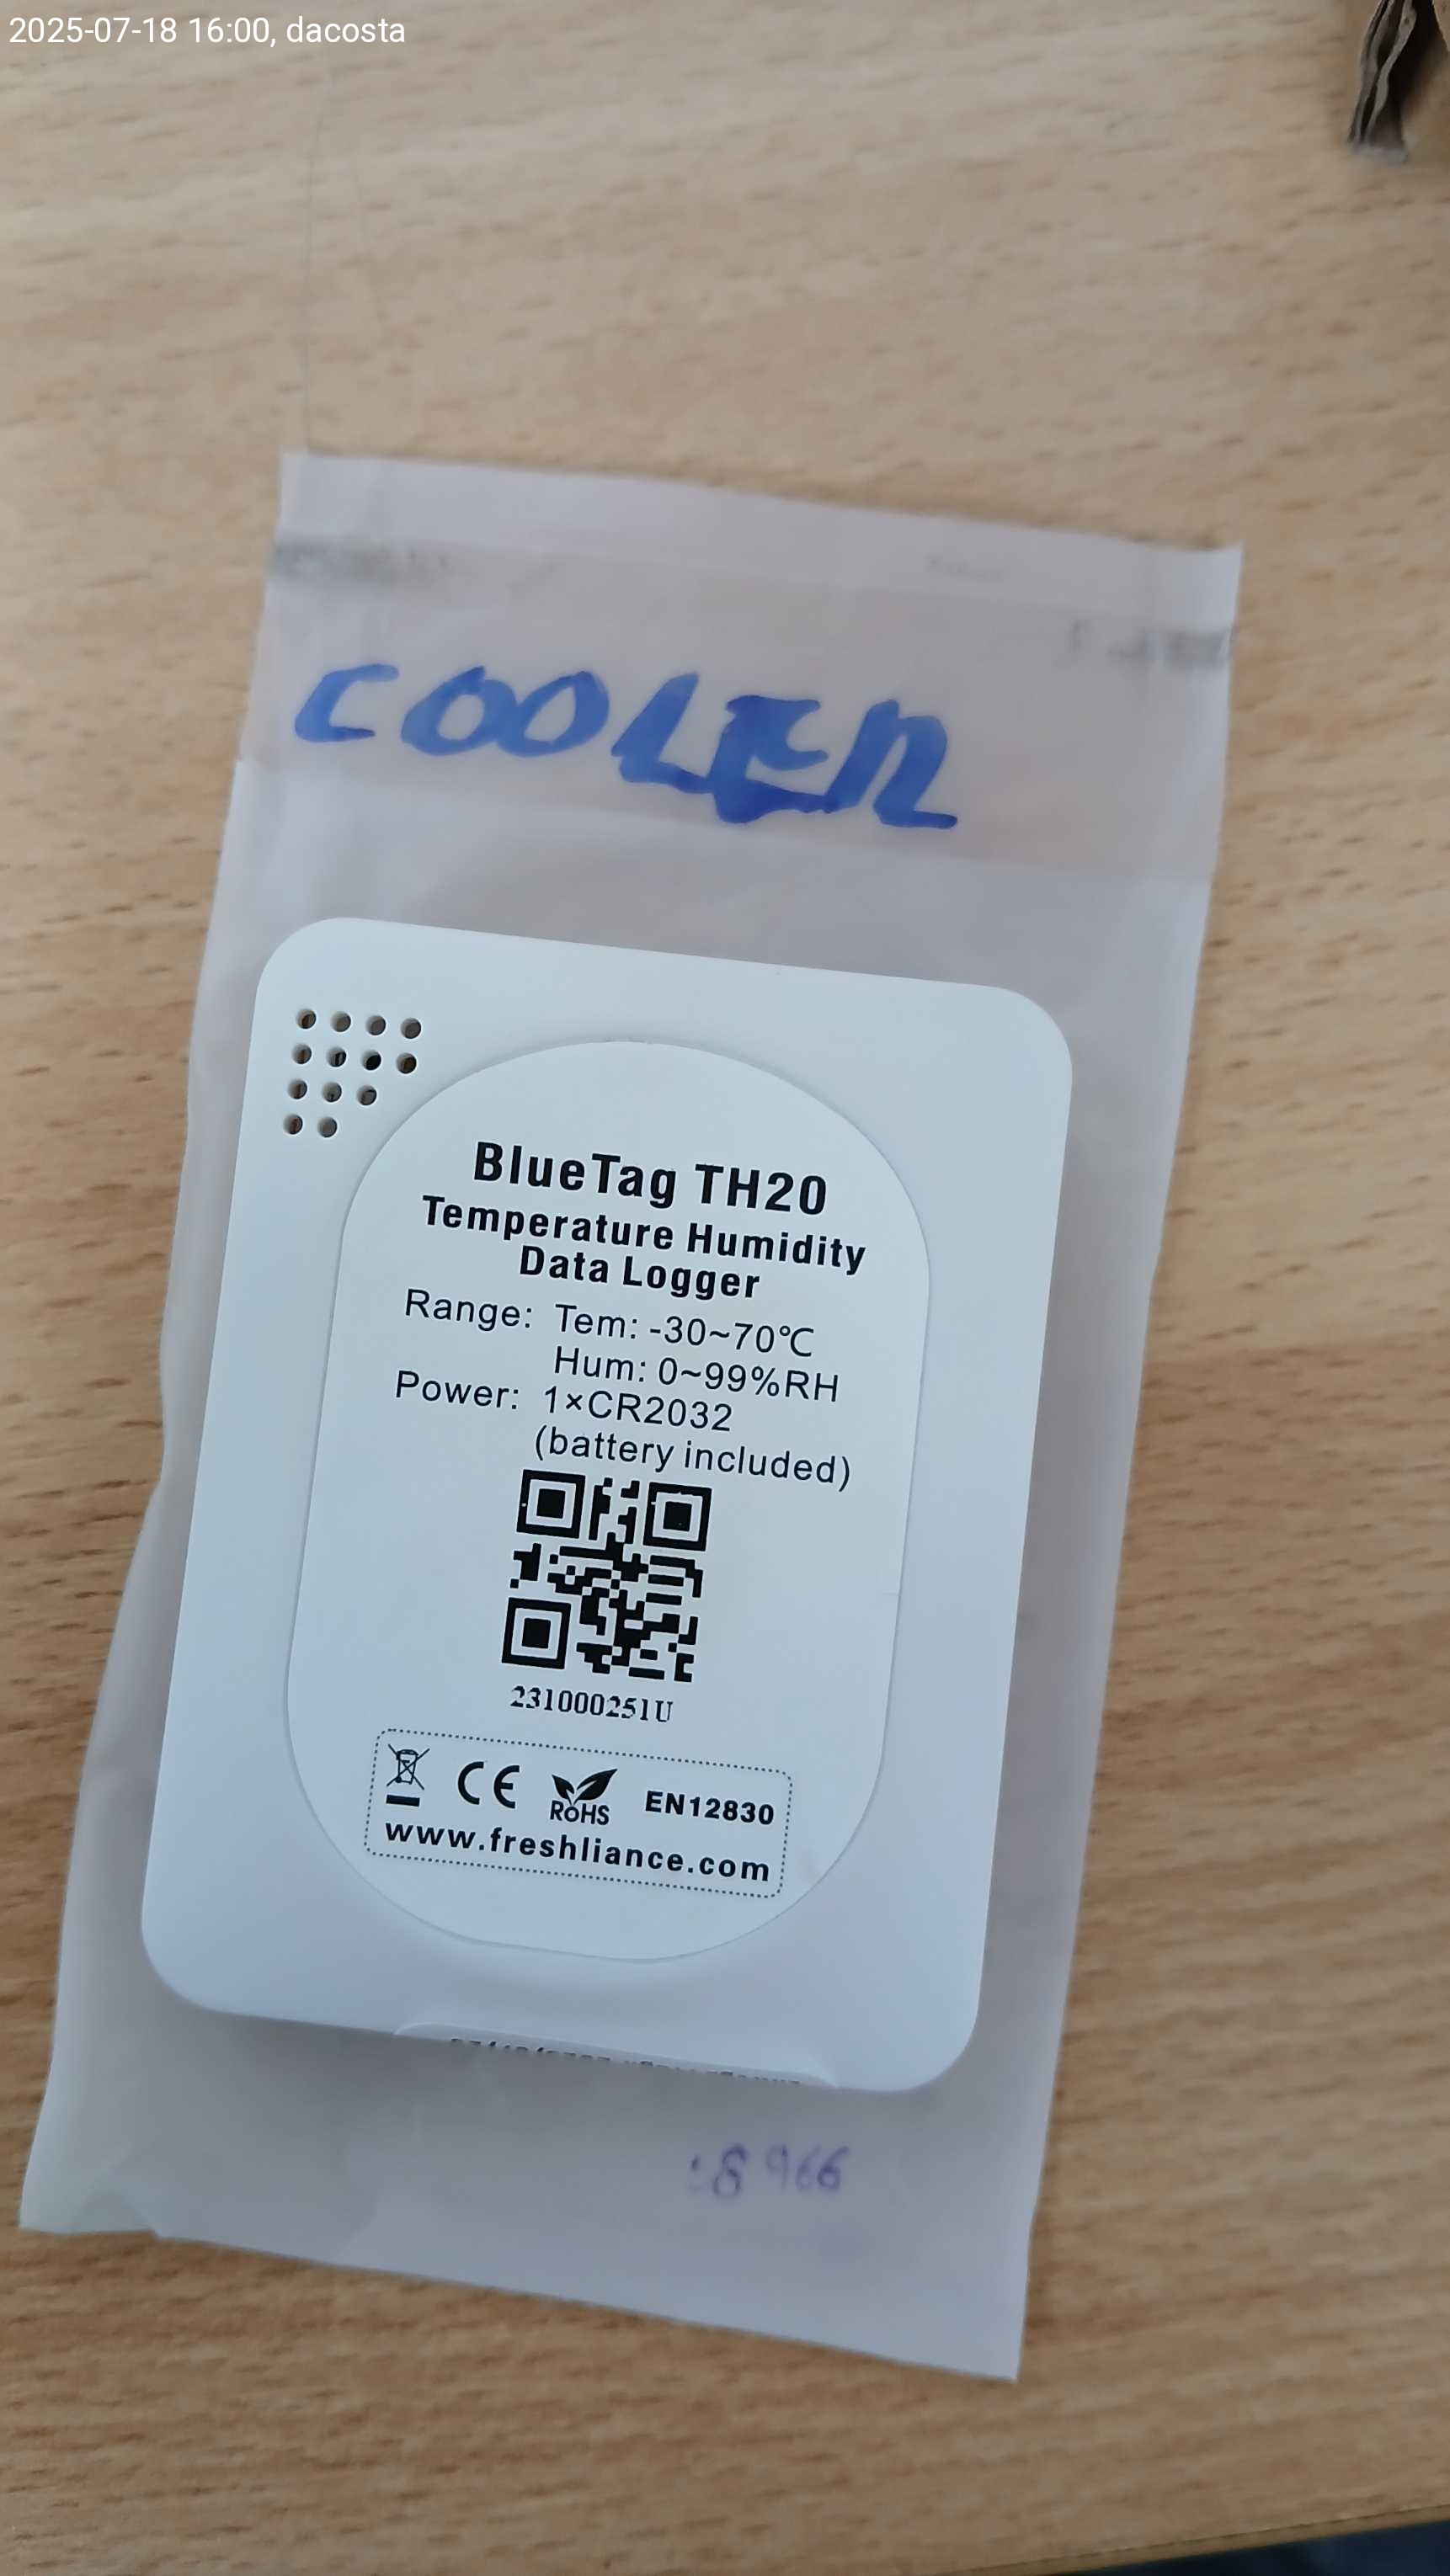 2025-07-18 16:00, dacosta
COOLER
BlueTag TH20
Temperature Humidity
Data Logger
Range: Tem: -30~70℃
Hum: 0~99%RH
Power: 1×CR2032
(battery included)
231000251U
CE RoHS EN12830
www.freshliance.com